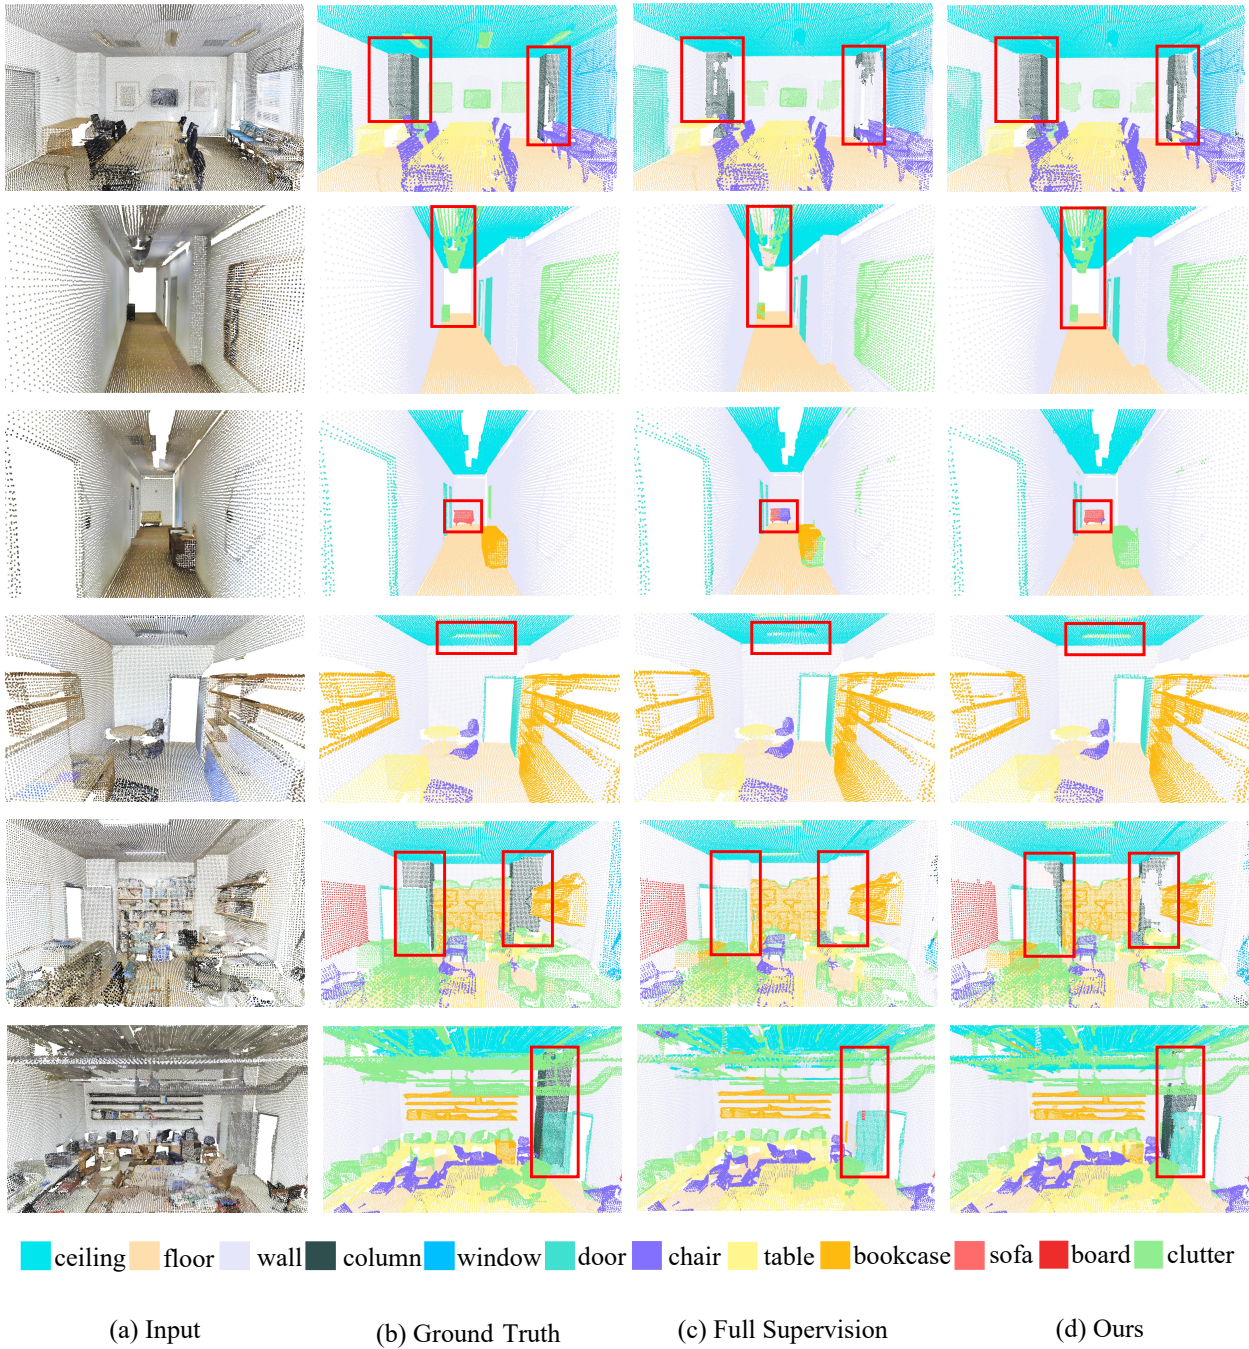 ceiling floor wall column window door chair table bookcase sofa board clutter
(a) Input (b) Ground Truth (c) Full Supervision (d) Ours